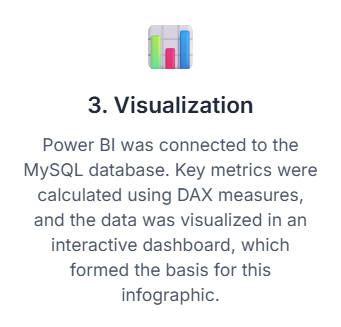 3. Visualization
Power BI was connected to the
MySQL database. Key metrics were
calculated using DAX measures,
and the data was visualized in an
interactive dashboard, which
formed the basis for this
infographic.